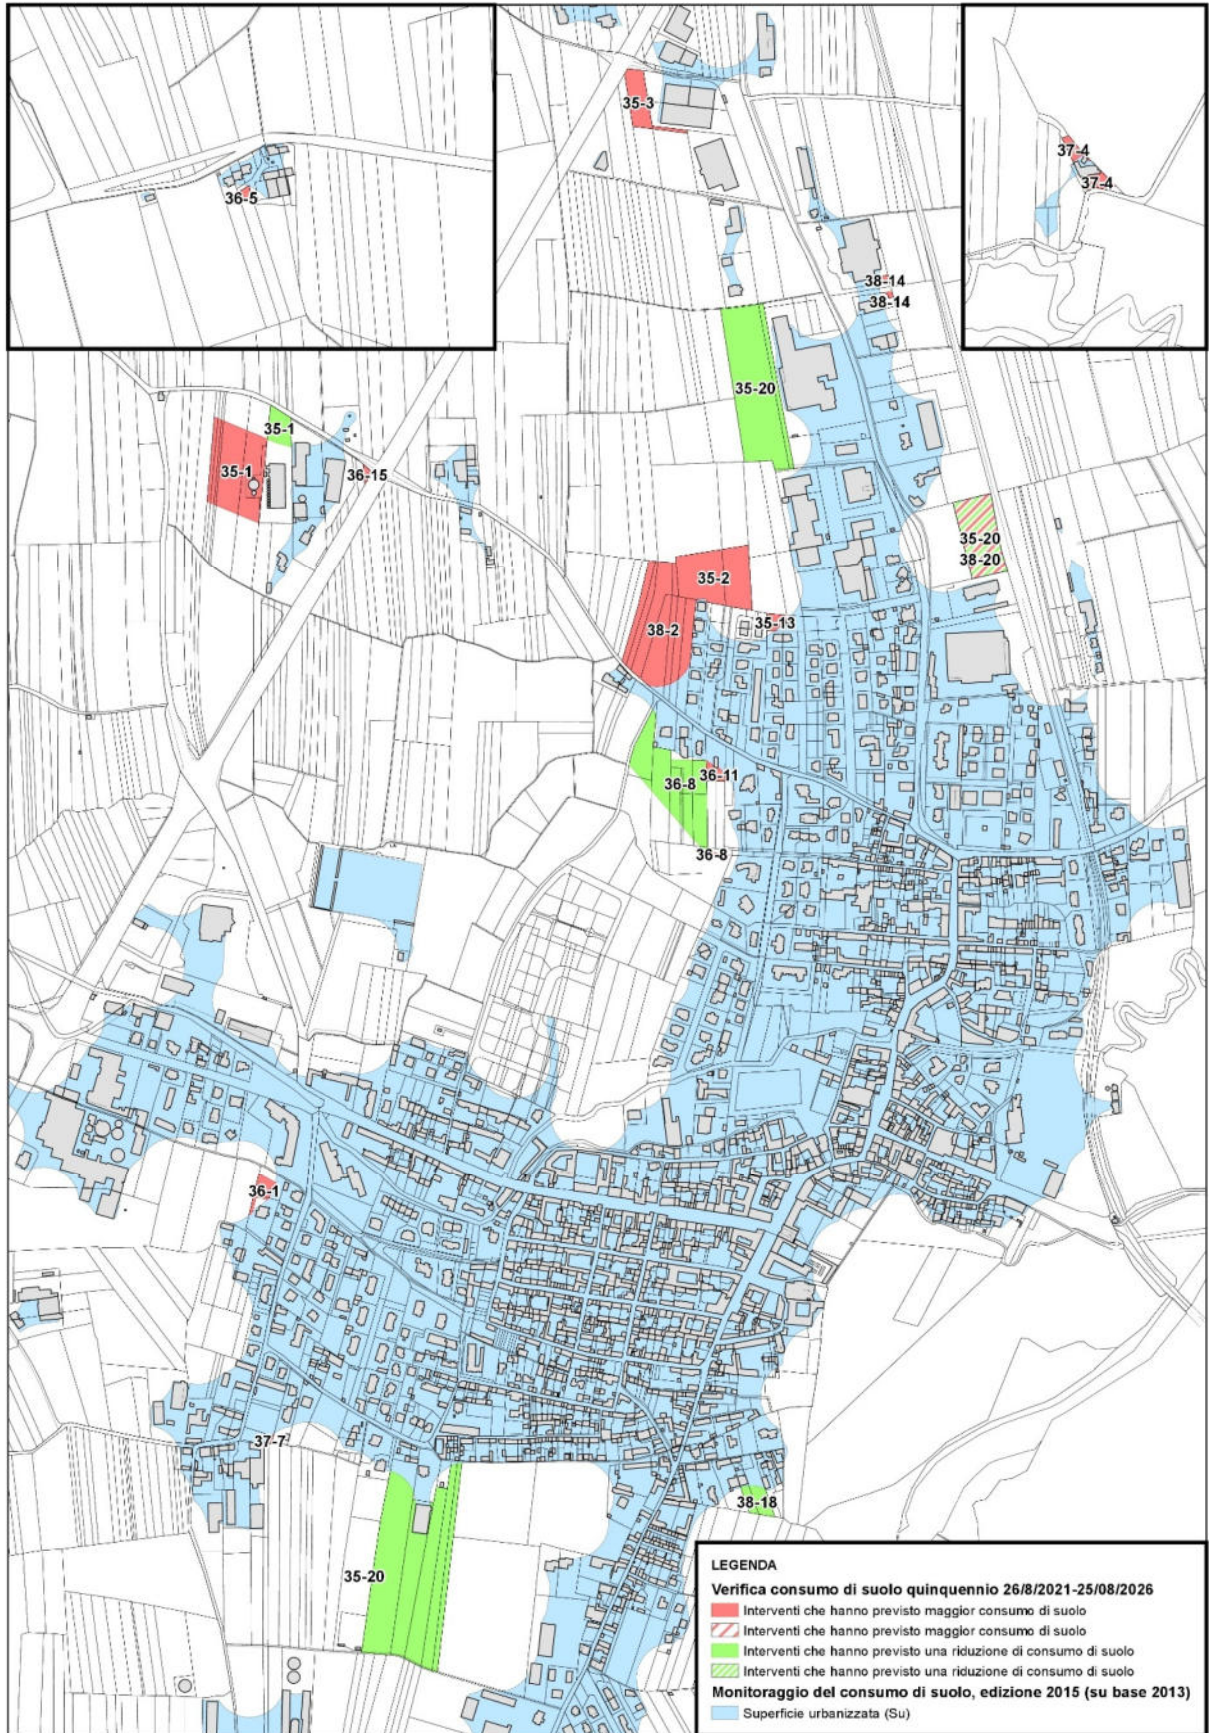 35-3
37-4
37-4
36-5
38-14
38-14
35-20
35-1
35-1
36-15
35-20
38-20
35-2
35-13
38-2
36-11
36-8
36-8
36-1
37-7
38-18
35-20
LEGENDA
Verifica consumo di suolo quinquennio 26/8/2021-25/08/2026
Interventi che hanno previsto maggior consumo di suolo
Interventi che hanno previsto maggior consumo di suolo
Interventi che hanno previsto una riduzione di consumo di suolo
Interventi che hanno previsto una riduzione di consumo di suolo
Monitoraggio del consumo di suolo, edizione 2015 (su base 2013)
Superficie urbanizzata (Su)